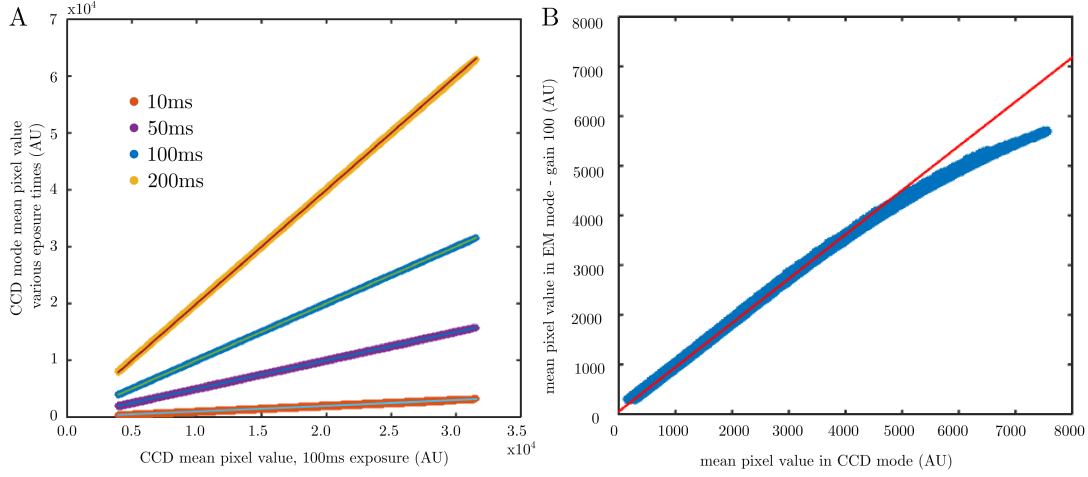 A
x10⁴
7
6
5
4
3
2
1
0
CCD mode mean pixel value
various eposure times (AU)
10ms
50ms
100ms
200ms
0.0 0.5 1.0 1.5 2.0 2.5 3.0 3.5
x10⁴
CCD mean pixel value, 100ms exposure (AU)
B
8000
7000
6000
5000
4000
3000
2000
1000
0
mean pixel value in EM mode - gain 100 (AU)
0 1000 2000 3000 4000 5000 6000 7000 8000
mean pixel value in CCD mode (AU)